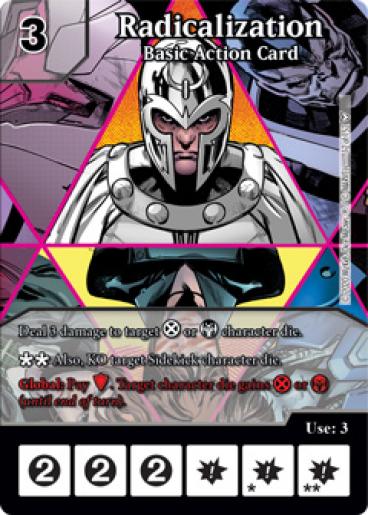 3
Radicalization
Basic Action Card
Deal 3 damage to target or character die.
** Also, KO target Sidekick character die.
Global: Pay . Target character die gains or
(until end of turn).
Use: 3
2 2 2 ! ! !
* **